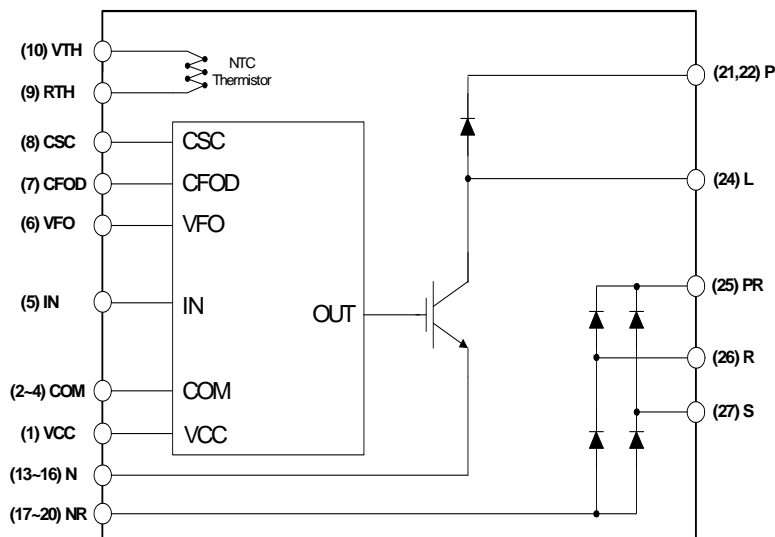 (10) VTH
(9) RTH
NTC
Thermistor
(8) CSC
(7) CFOD
(6) VFO
(5) IN
(2~4) COM
(1) VCC
(13~16) N
(17~20) NR
CSC
CFOD
VFO
IN
OUT
COM
VCC
(21,22) P
(24) L
(25) PR
(26) R
(27) S